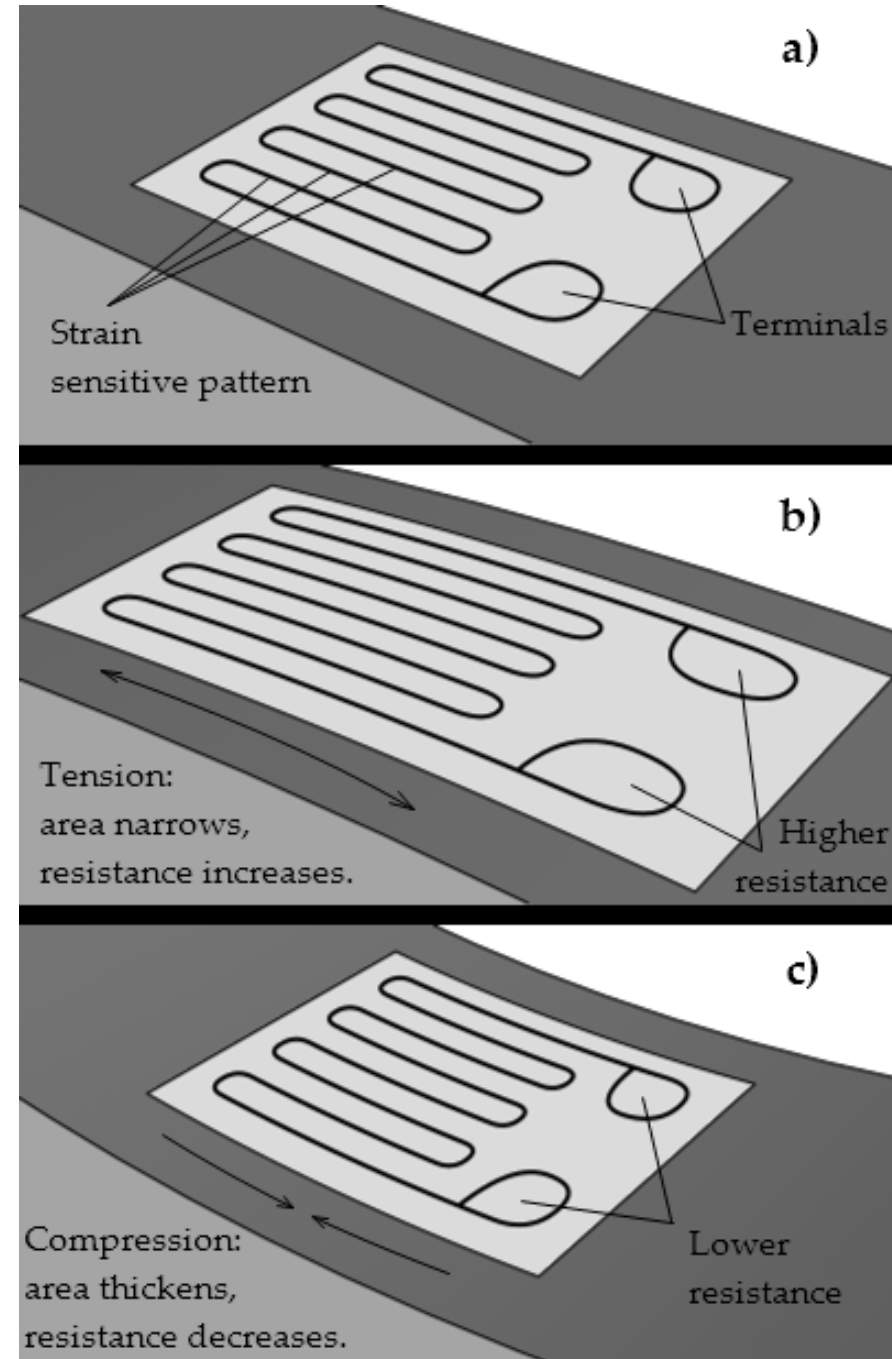 a)
Strain
sensitive pattern
Terminals
b)
Tension:
area narrows,
resistance increases.
Higher
resistance
c)
Compression:
area thickens,
resistance decreases.
Lower
resistance